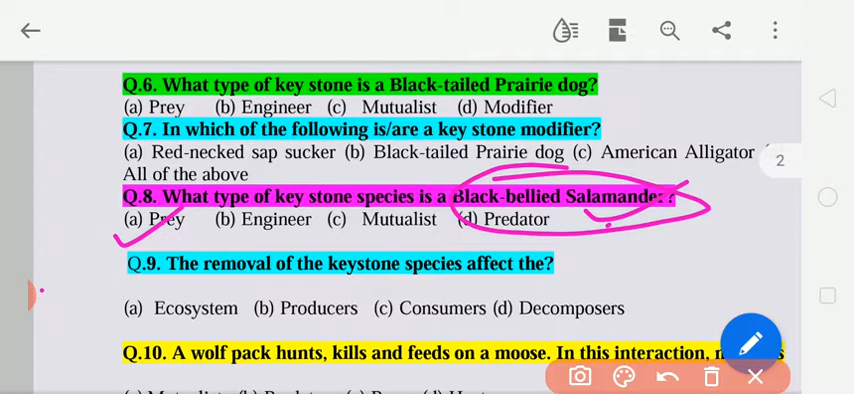 Q.6. What type of key stone is a Black-tailed Prairie dog?
(a) Prey (b) Engineer (c) Mutualist (d) Modifier
Q.7. In which of the following is/are a key stone modifier?
(a) Red-necked sap sucker (b) Black-tailed Prairie dog (c) American Alligator
All of the above
2
Q.8. What type of key stone species is a Black-bellied Salamander?
(a) Prey (b) Engineer (c) Mutualist (d) Predator
Q.9. The removal of the keystone species affect the?
(a) Ecosystem (b) Producers (c) Consumers (d) Decomposers
Q.10. A wolf pack hunts, kills and feeds on a moose. In this interaction,